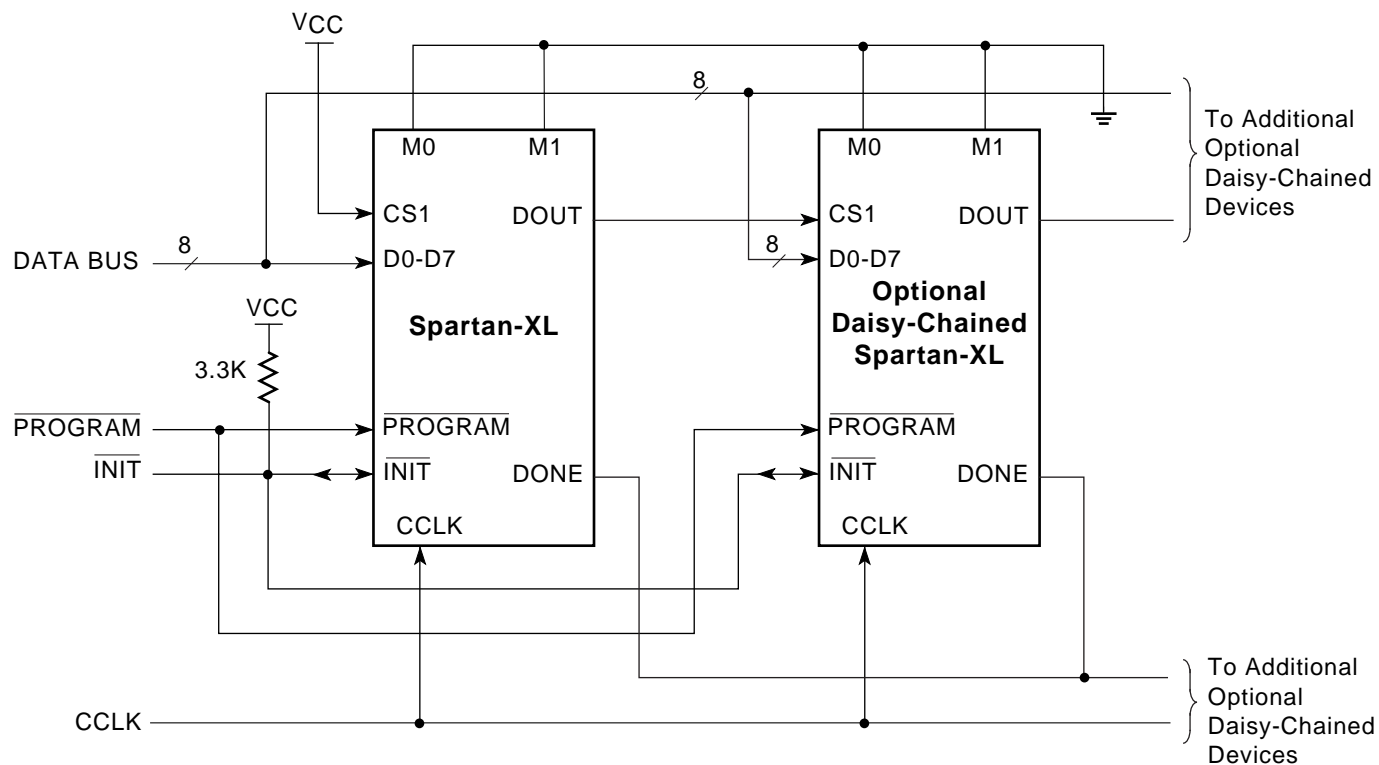 VCC
8
M0
M1
M0
M1
To Additional
Optional
Daisy-Chained
Devices
CS1
DOUT
CS1
DOUT
DATA BUS
8
D0-D7
8
D0-D7
VCC
3.3K
Spartan-XL
Optional
Daisy-Chained
Spartan-XL
PROGRAM
PROGRAM
PROGRAM
INIT
INIT
DONE
INIT
DONE
CCLK
CCLK
CCLK
To Additional
Optional
Daisy-Chained
Devices